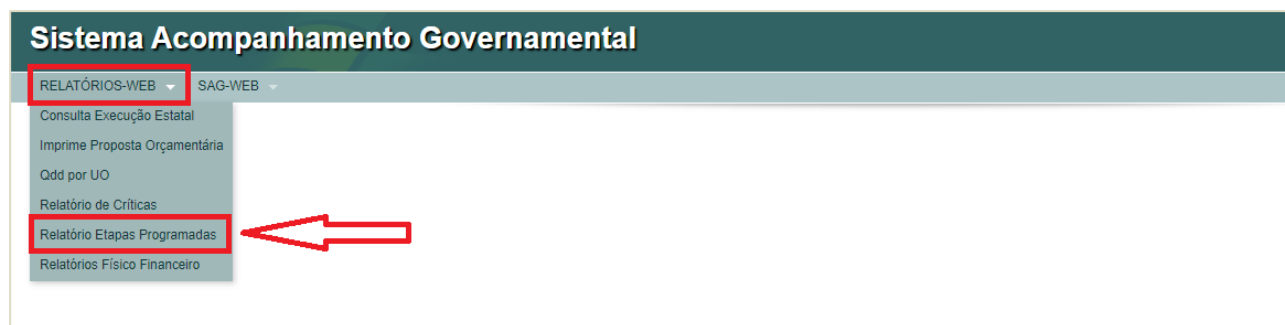 Sistema Acompanhamento Governamental
RELATÓRIOS-WEB SAG-WEB
Consulta Execução Estatal
Imprime Proposta Orçamentária
Qdd por UO
Relatório de Críticas
Relatório Etapas Programadas
Relatórios Físico Financeiro